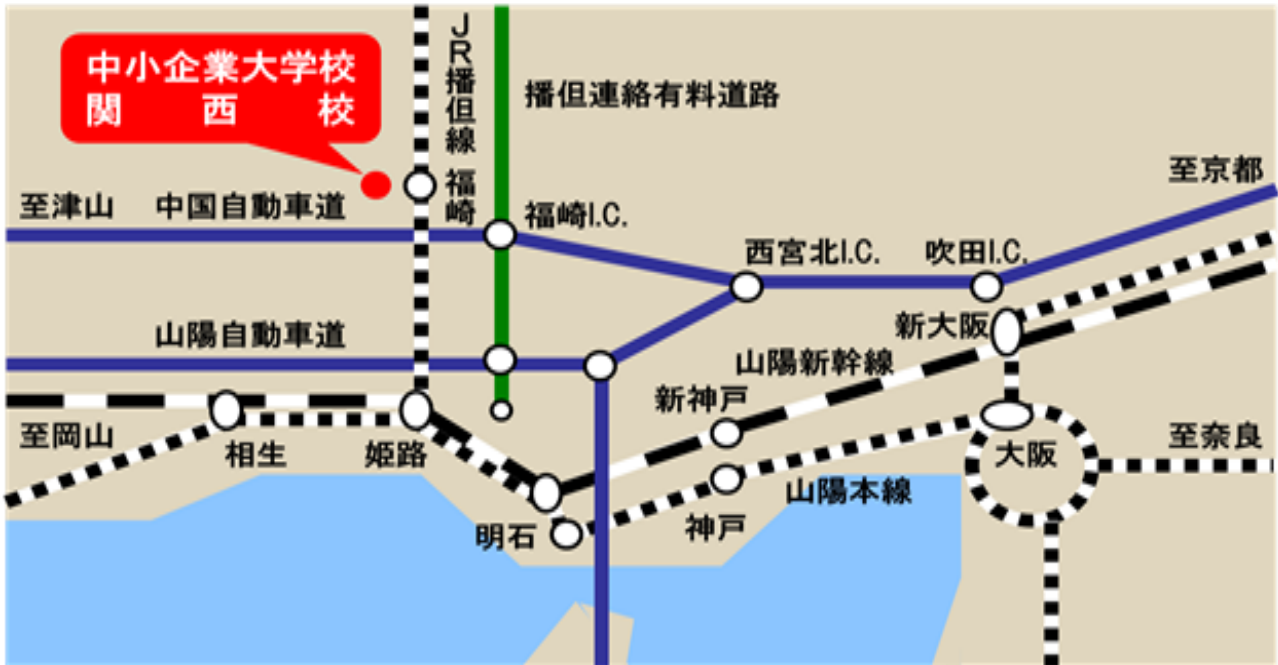 中小企業大学校
関西校
JR播但線
播但連絡有料道路
至京都
福崎
至津山
中国自動車道
福崎I.C.
西宮北I.C.
吹田I.C.
新大阪
山陽自動車道
山陽新幹線
新神戸
至岡山
相生
姫路
大阪
至奈良
山陽本線
明石
神戸